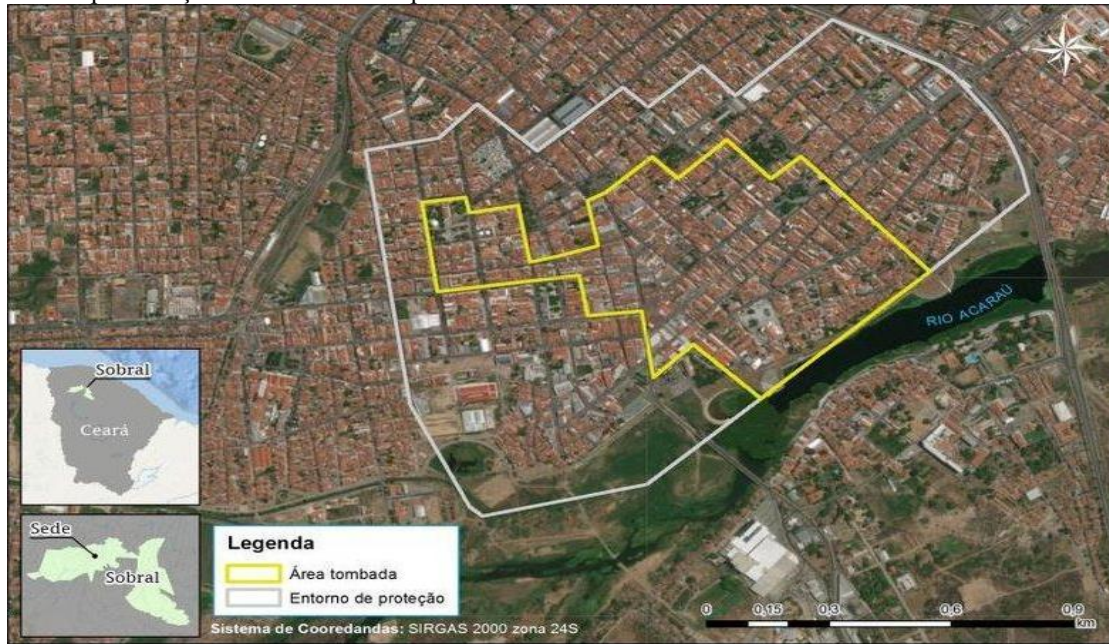 RIO ACARAÚ
Sobral
Ceará
Sede
Sobral
Legenda
Área tombada
Entorno de proteção
Sistema de Cooredandas: SIRGAS 2000 zona 24S
0 0,15 0,3 0,6 0,9
km